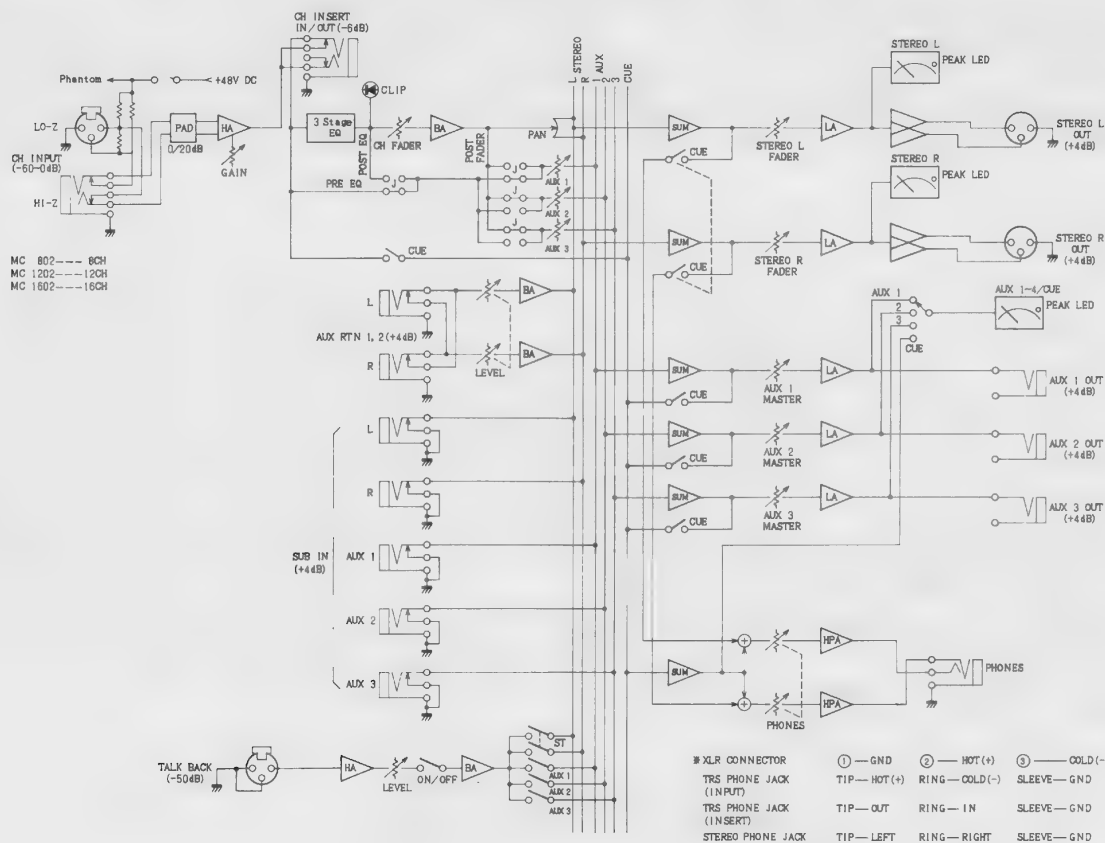 CH INSERT
IN/OUT(-6dB)
Phantom
+48V DC
CLIP
LO-Z
PAD
0/20dB
HA
GAIN
3 Stage
EQ
POST EQ
CH FADER
BA
POST
FADER
PAN
CH INPUT
(-60-0dB)
HI-Z
PRE EQ
J
J
J
J
AUX 1
AUX 2
AUX 3
CUE
MC 802---- 8CH
MC 1202---12CH
MC 1602---16CH
L STEREO
R
1 AUX
2
3
CUE
L
AUX RTN 1, 2(+4dB)
R
LEVEL
BA
BA
L
R
SUB IN
(+4dB)
AUX 1
AUX 2
AUX 3
TALK BACK
(-50dB)
HA
LEVEL
ON/OFF
BA
ST
AUX 1
AUX 2
AUX 3
STEREO L
PEAK LED
SUM
CUE
STEREO L
FADER
LA
STEREO L
OUT
(+4dB)
STEREO R
PEAK LED
SUM
CUE
STEREO R
FADER
LA
STEREO R
OUT
(+4dB)
AUX 1
2
3
CUE
AUX 1-4/CUE
PEAK LED
SUM
CUE
AUX 1
MASTER
LA
AUX 1 OUT
(+4dB)
SUM
CUE
AUX 2
MASTER
LA
AUX 2 OUT
(+4dB)
SUM
CUE
AUX 3
MASTER
LA
AUX 3 OUT
(+4dB)
SUM
HPA
HPA
PHONES
PHONES
※ XLR CONNECTOR ①—GND ②—HOT(+) ③—COLD(-
TRS PHONE JACK TIP—HOT(+) RING—COLD(-) SLEEVE—GND
(INPUT)
TRS PHONE JACK TIP—OUT RING—IN SLEEVE—GND
(INSERT)
STEREO PHONE JACK TIP—LEFT RING—RIGHT SLEEVE—GND